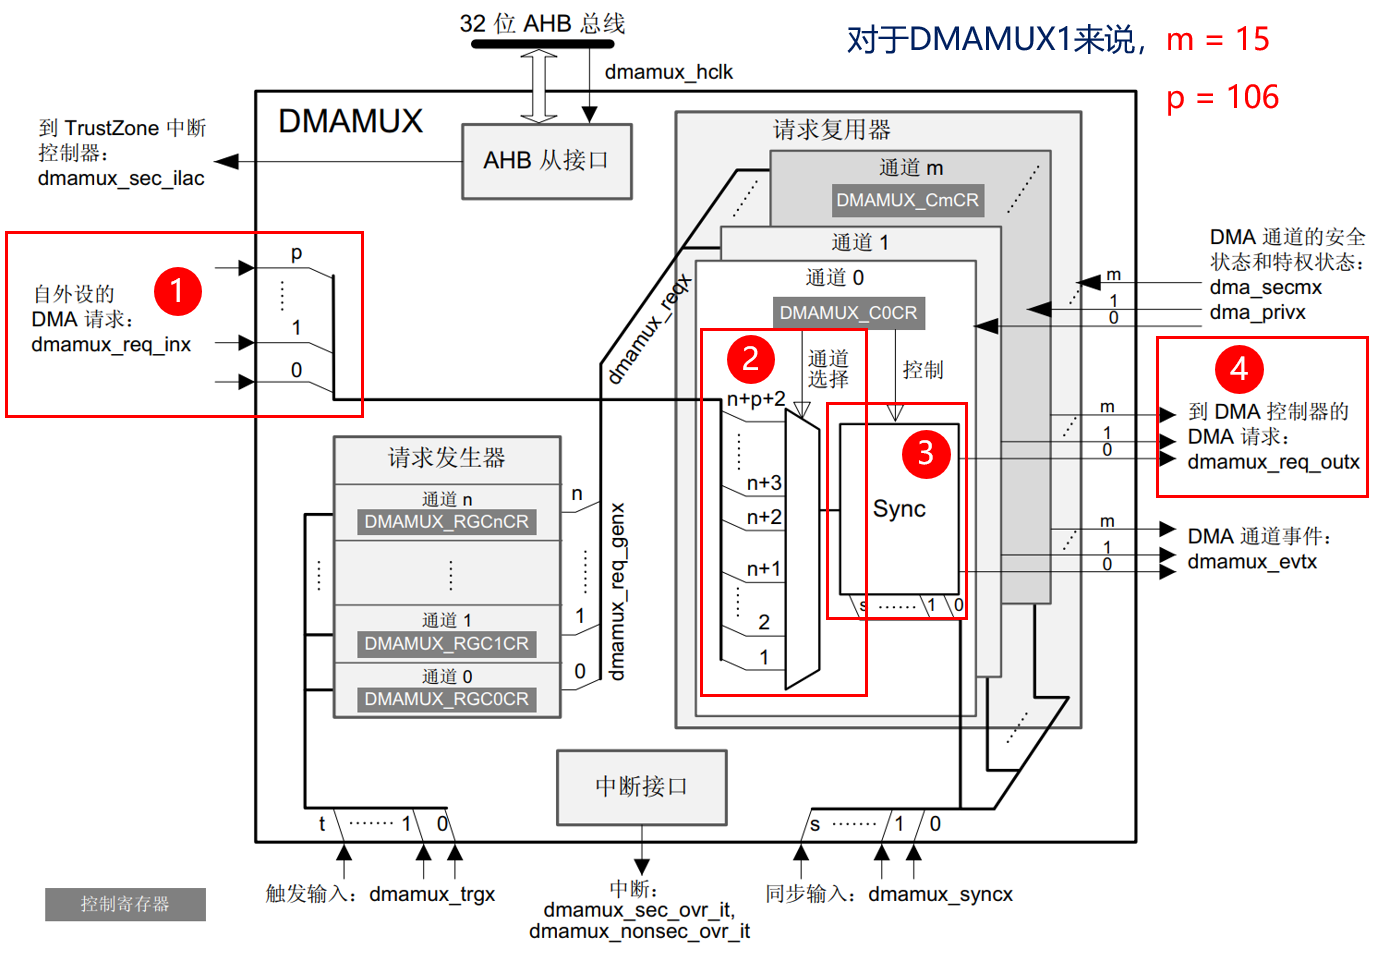 32 位 AHB 总线
对于DMAMUX1来说，m = 15
p = 106
dmamux_hclk
DMAMUX
到 TrustZone 中断
控制器：
dmamux_sec_ilac
AHB 从接口
请求复用器
通道 m
DMAMUX_CmCR
通道 1
通道 0
DMAMUX_C0CR
自外设的
DMA 请求：
dmamux_req_inx
p
1
0
1
dmamux_reqx
DMA 通道的安全
状态和特权状态：
dma_secmx
dma_privx
m
1
0
2
通道
选择
控制
n+p+2
n+3
n+2
n+1
2
1
3
Sync
s
1
0
4
m
1
0
到 DMA 控制器的
DMA 请求：
dmamux_req_outx
m
1
0
DMA 通道事件：
dmamux_evtx
请求发生器
通道 n
DMAMUX_RGCnCR
通道 1
DMAMUX_RGC1CR
通道 0
DMAMUX_RGC0CR
n
1
0
dmamux_req_genx
中断接口
t
1
0
s
1
0
触发输入：dmamux_trgx
中断：
dmamux_sec_ovr_it,
dmamux_nonsec_ovr_it
同步输入：dmamux_syncx
控制寄存器